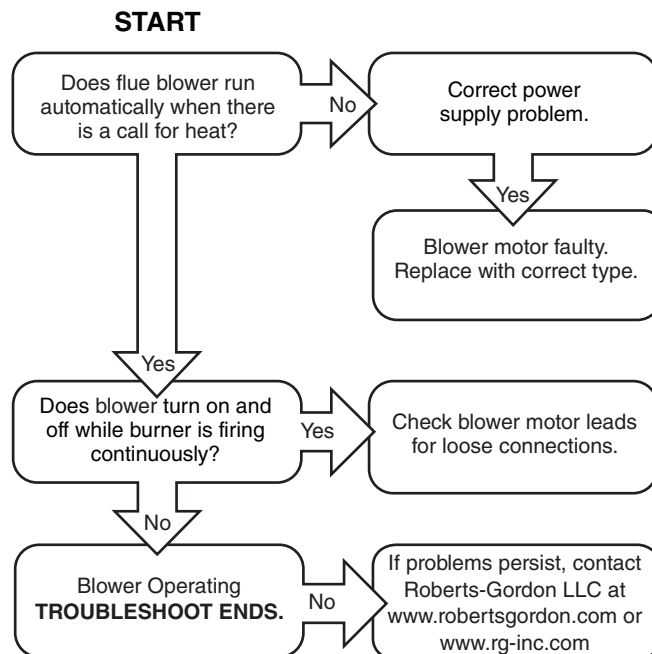 START
Does flue blower run
automatically when there
is a call for heat?
No
Correct power
supply problem.
Yes
Blower motor faulty.
Replace with correct type.
Yes
Does blower turn on and
off while burner is firing
continuously?
Yes
Check blower motor leads
for loose connections.
No
Blower Operating
TROUBLESHOOT ENDS.
No
If problems persist, contact
Roberts-Gordon LLC at
www.robertsgordon.com or
www.rg-inc.com